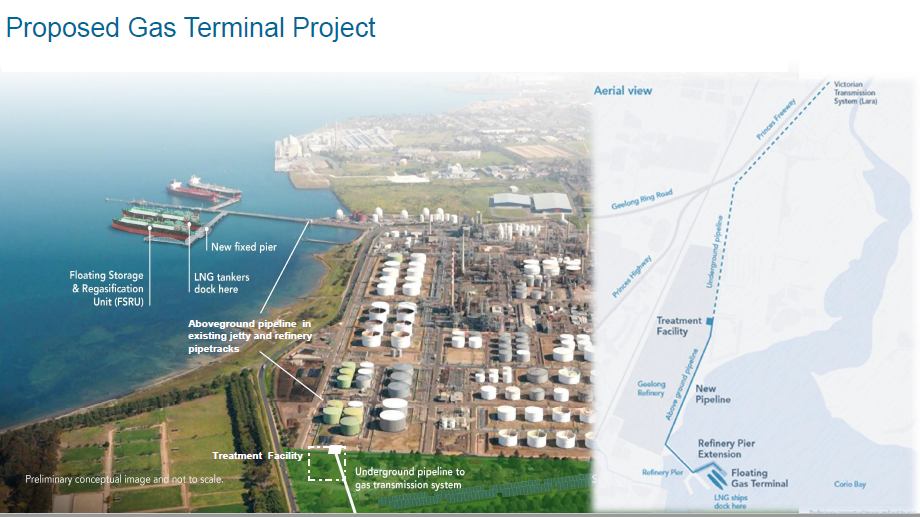 Proposed Gas Terminal Project
New fixed pier
Floating Storage
& Regasification
Unit (FSRU)
LNG tankers
dock here
Aboveground pipeline in
existing jetty and refinery
pipetracks
Treatment Facility
Underground pipeline to
gas transmission system
Preliminary conceptual image and not to scale.
S
Aerial view
Victorian
Transmission
System (Lara)
Princes Freeway
Geelong Ring Road
Underground pipeline
Princes Highway
Treatment
Facility
Above ground pipeline
Geelong
Refinery
New
Pipeline
Refinery Pier
Extension
Refinery Pier
Floating
Gas Terminal
LNG ships
dock here
Corio Bay